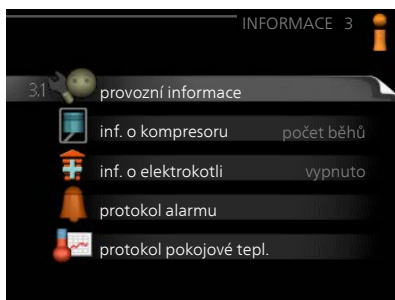 INFORMACE 3
3.1 provozní informace
inf. o kompresoru počet běhů
inf. o elektrokotli vypnuto
protokol alarmu
protokol pokojové tepl.